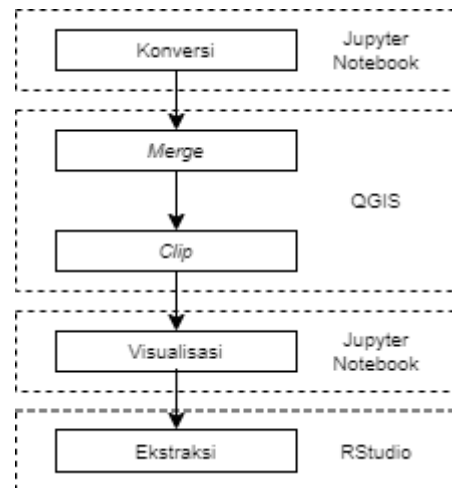 Konversi
Jupyter
Notebook
Merge
QGIS
Clip
Visualisasi
Jupyter
Notebook
Ekstraksi
RStudio